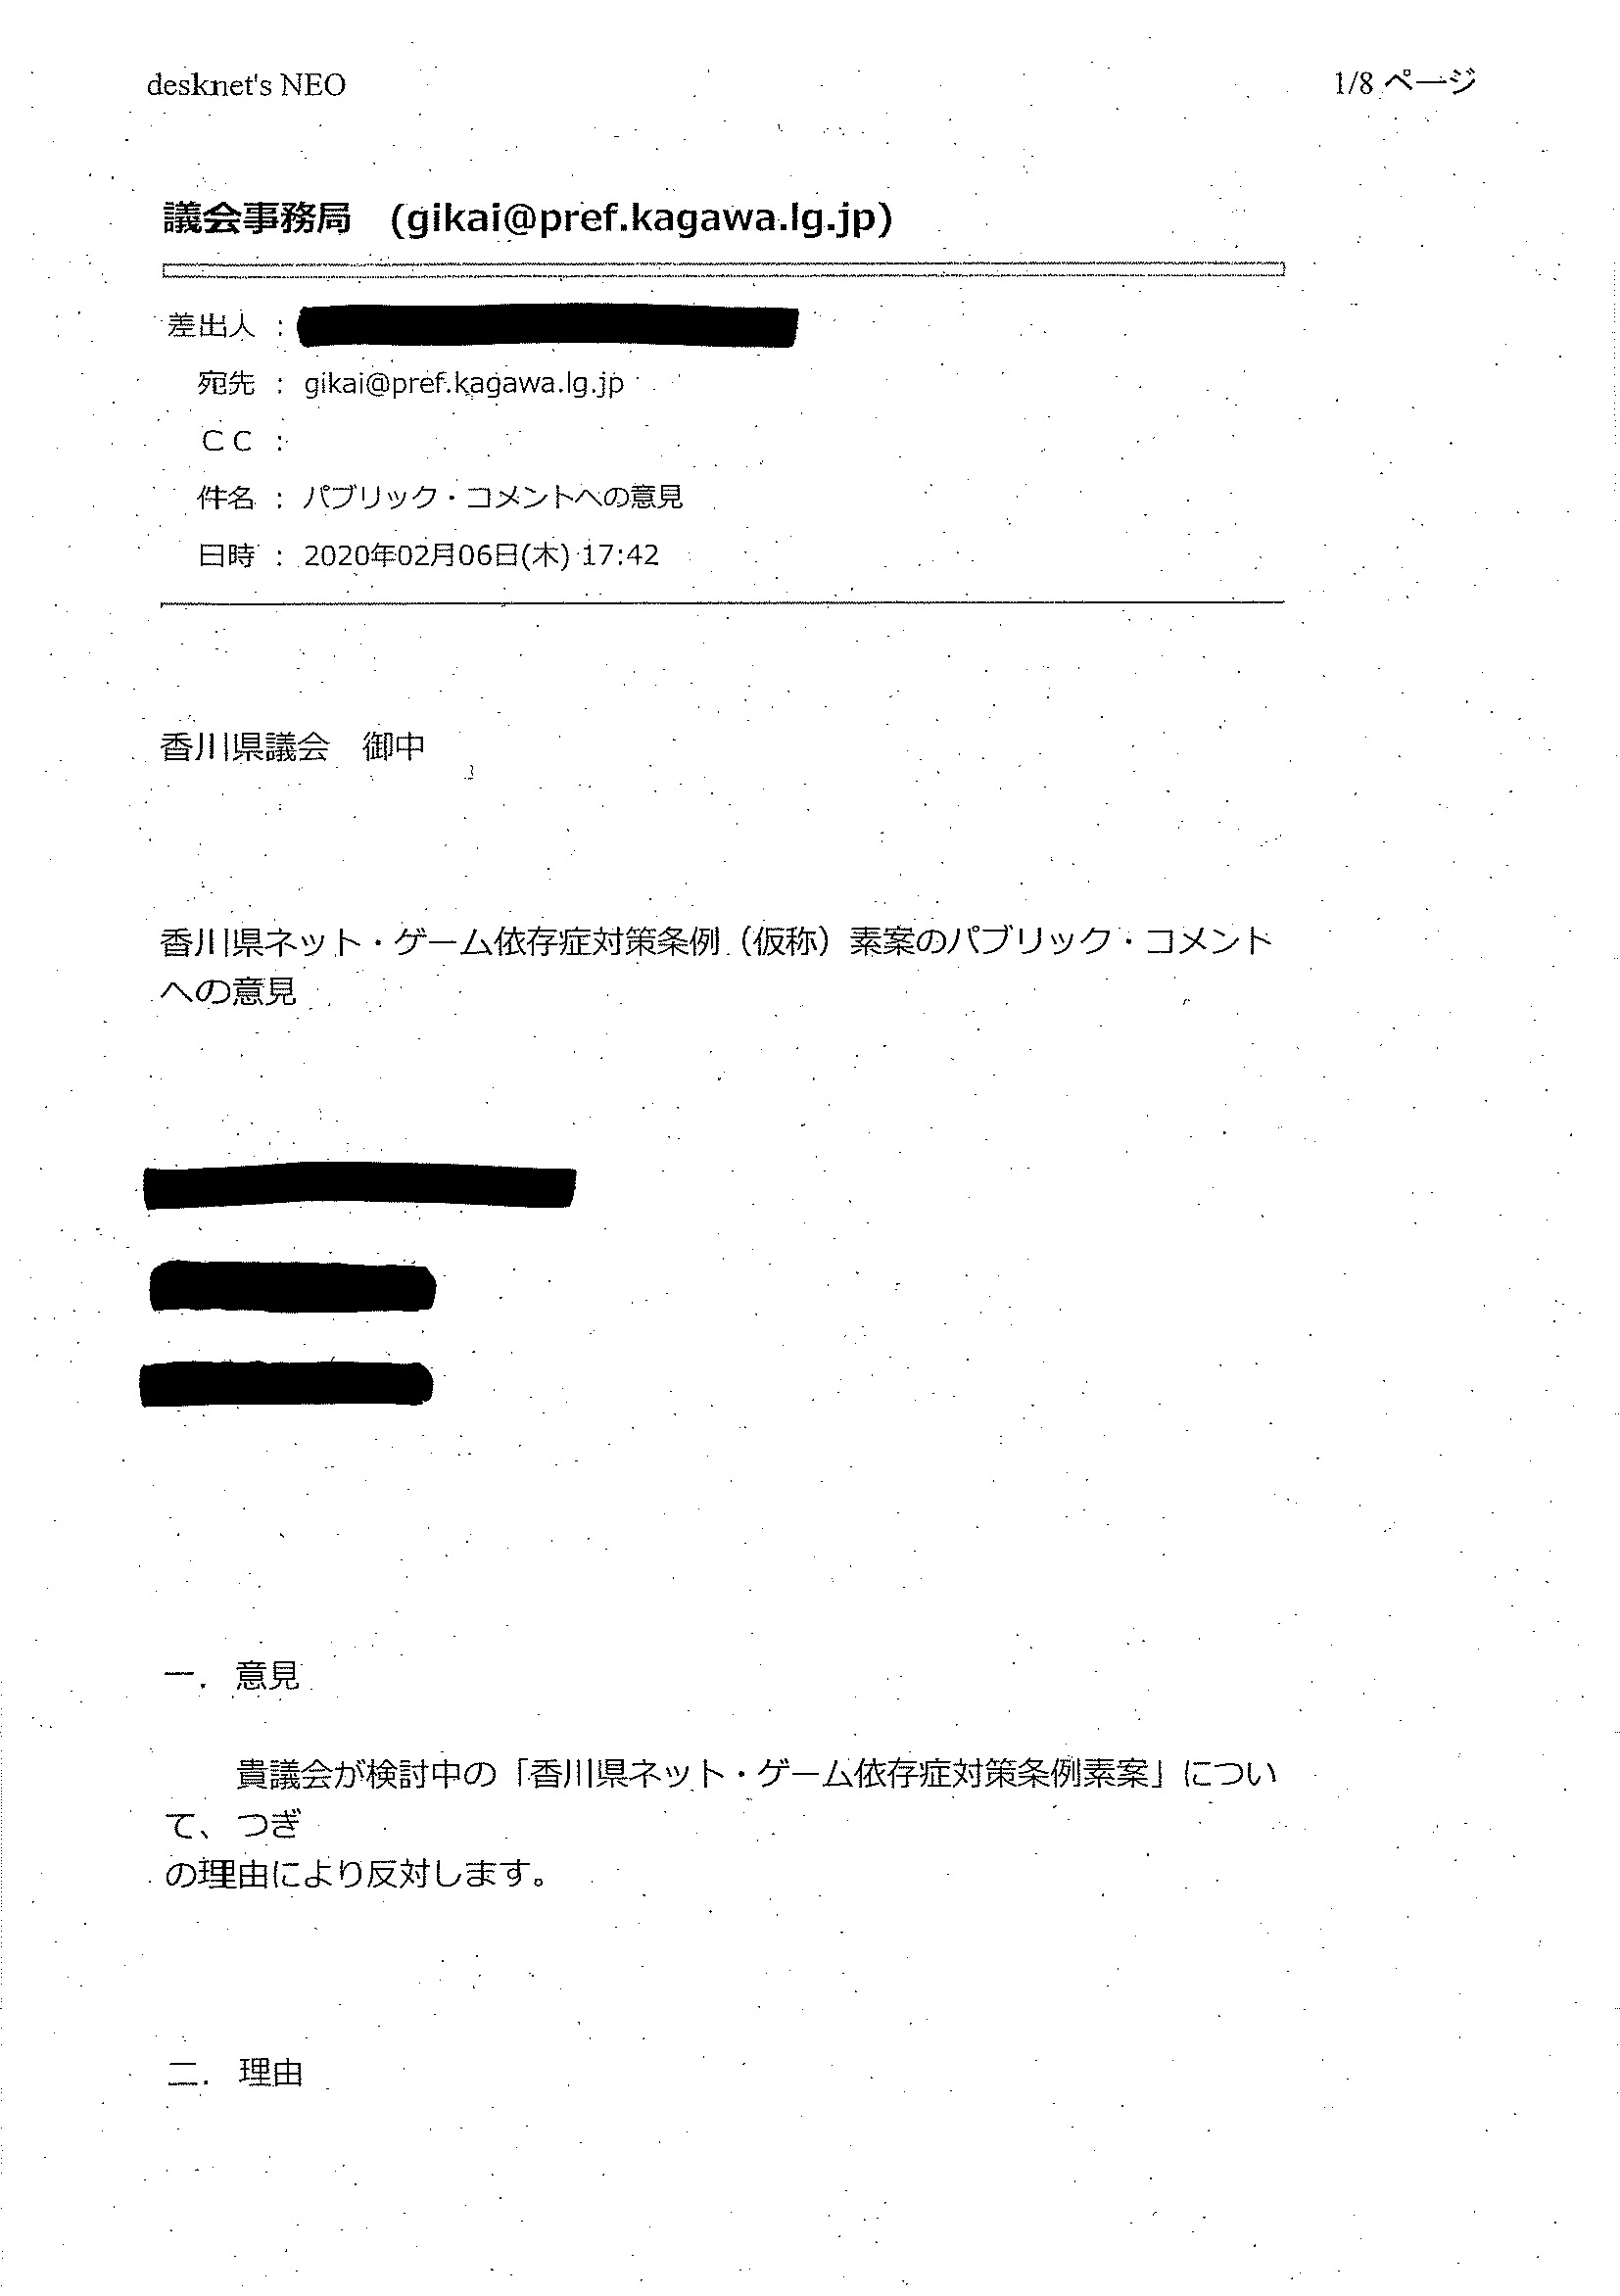 desknet's NEO
1/8 ページ
議会事務局　(gikai@pref.kagawa.lg.jp)
差出人 :
宛先 : gikai@pref.kagawa.lg.jp
ＣＣ :
件名 : パブリック・コメントへの意見
日時 : 2020年02月06日(木) 17:42
香川県議会　御中
香川県ネット・ゲーム依存症対策条例（仮称）素案のパブリック・コメント
への意見
一．意見
貴議会が検討中の「香川県ネット・ゲーム依存症対策条例素案」につい
て、つぎ
の理由により反対します。
二．理由